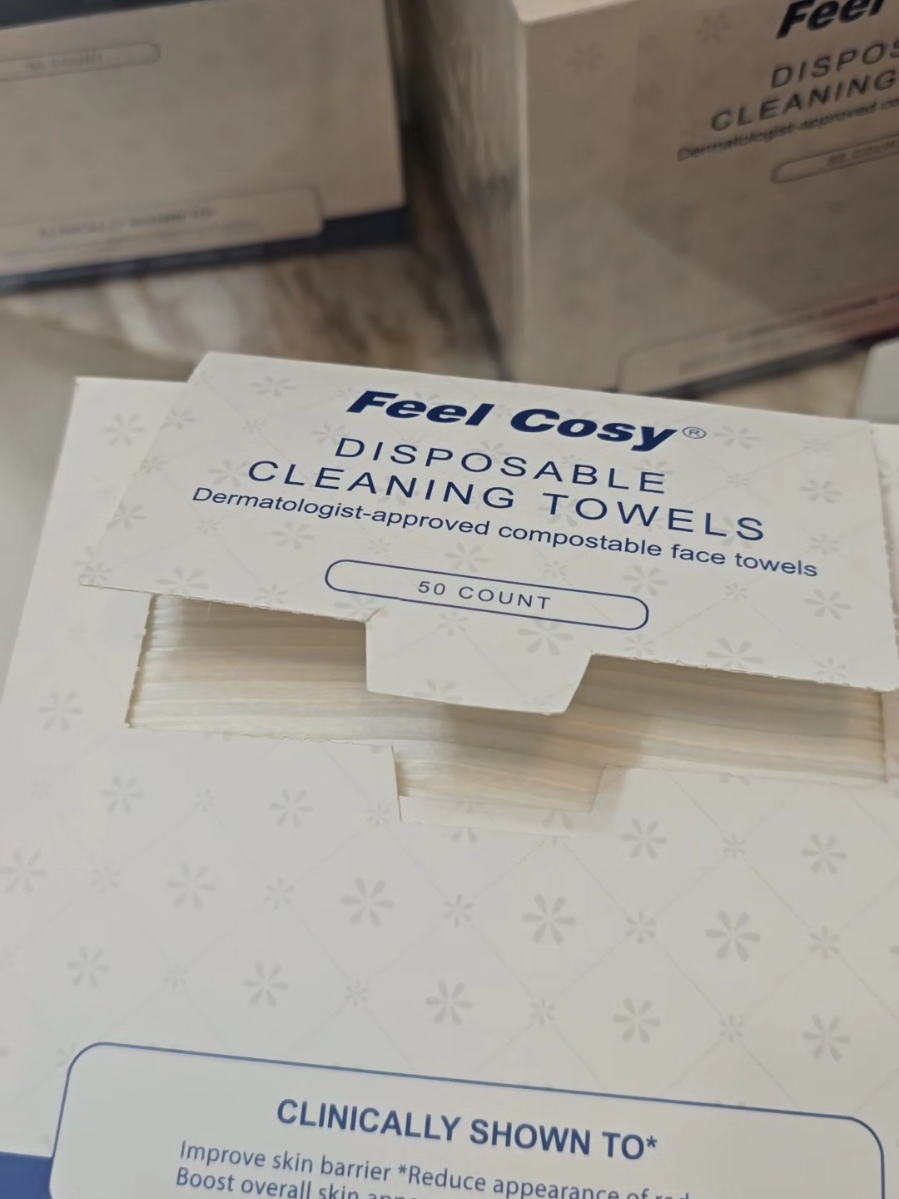 Feel
DISPOS
CLEANING
Dermatologist-approved
Feel Cosy®
DISPOSABLE
CLEANING TOWELS
Dermatologist-approved compostable face towels
50 COUNT
CLINICALLY SHOWN TO*
Improve skin barrier *Reduce appearance of
Boost overall skin